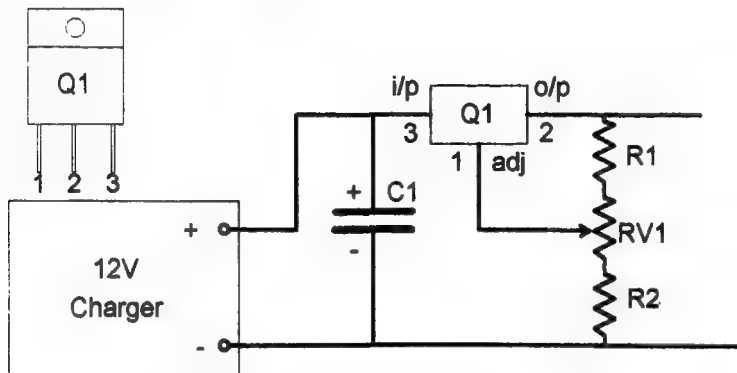 Q1
1 2 3
i/p
o/p
3
Q1
2
1
adj
R1
+
C1
-
RV1
R2
+
12V
Charger
-